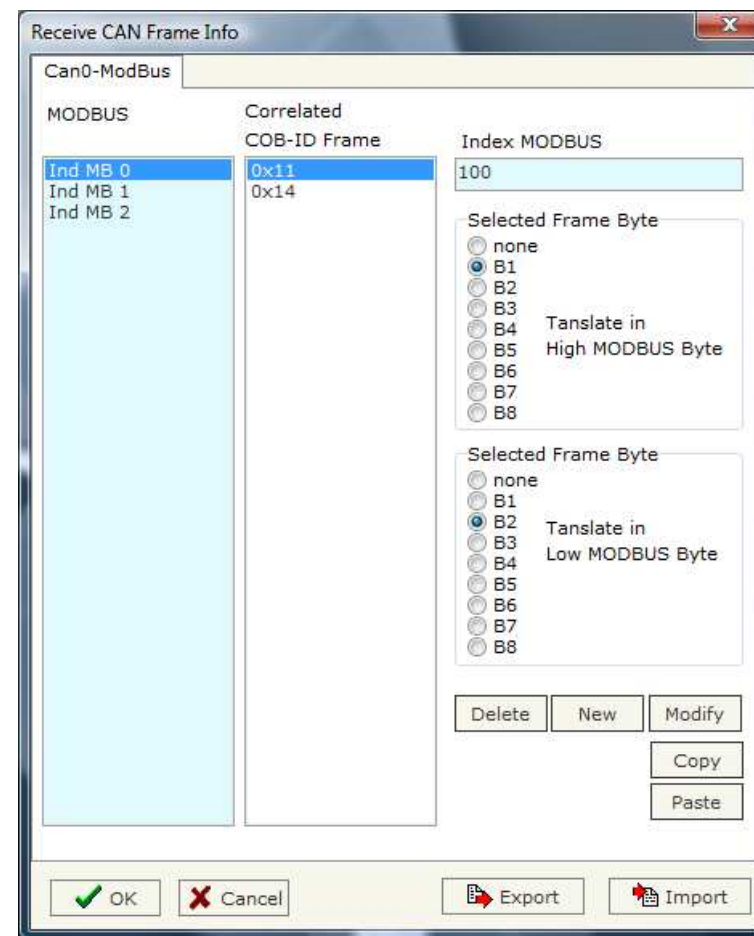 Receive CAN Frame Info
Can0-ModBus
MODBUS
Correlated
COB-ID Frame
Ind MB 0
Ind MB 1
Ind MB 2
0x11
0x14
Index MODBUS
100
Selected Frame Byte
none
B1
B2
B3
B4
B5
B6
B7
B8
Tanslate in
High MODBUS Byte
Selected Frame Byte
none
B1
B2
B3
B4
B5
B6
B7
B8
Tanslate in
Low MODBUS Byte
Delete
New
Modify
Copy
Paste
OK
Cancel
Export
Import